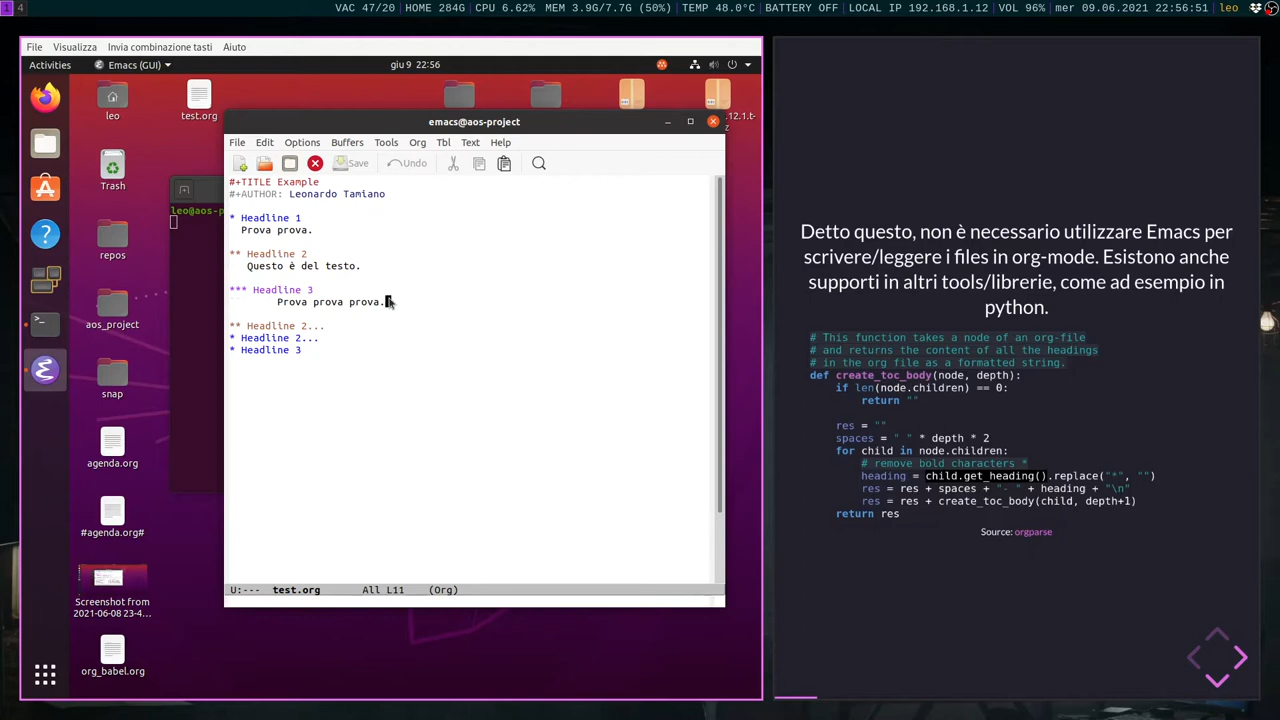 1 4 VAC 47/20 | HOME 284G | CPU 6.62% MEM 3.9G/7.7G (50%) | TEMP 48.0°C | BATTERY OFF | LOCAL IP 192.168.1.12 | VOL 96% | mer 09.06.2021 22:56:51 | leo
File Visualizza Invia combinazione tasti Aiuto
Activities Emacs (GUI) giu 9 22:56
leo
test.org
12.1.t-
z
Trash
repos
aos_project
snap
agenda.org
#agenda.org#
Screenshot from
2021-06-08 23-4...
org_babel.org
leo@aos-p
emacs@aos-project
File Edit Options Buffers Tools Org Tbl Text Help
Save Undo
#+TITLE Example
#+AUTHOR: Leonardo Tamiano
* Headline 1
Prova prova.
** Headline 2
Questo è del testo.
*** Headline 3
Prova prova prova.
** Headline 2...
* Headline 2...
* Headline 3
U:--- test.org All L11 (Org)
Detto questo, non è necessario utilizzare Emacs per
scrivere/leggere i files in org-mode. Esistono anche
supporti in altri tools/librerie, come ad esempio in
python.
# This function takes a node of an org-file
# and returns the content of all the headings
# in the org file as a formatted string.
def create_toc_body(node, depth):
if len(node.children) == 0:
return ""
res = ""
spaces = " " * depth * 2
for child in node.children:
# remove bold characters *
heading = child.get_heading().replace("*", "")
res = res + spaces + "- " + heading + "\n"
res = res + create_toc_body(child, depth+1)
return res
Source: orgparse